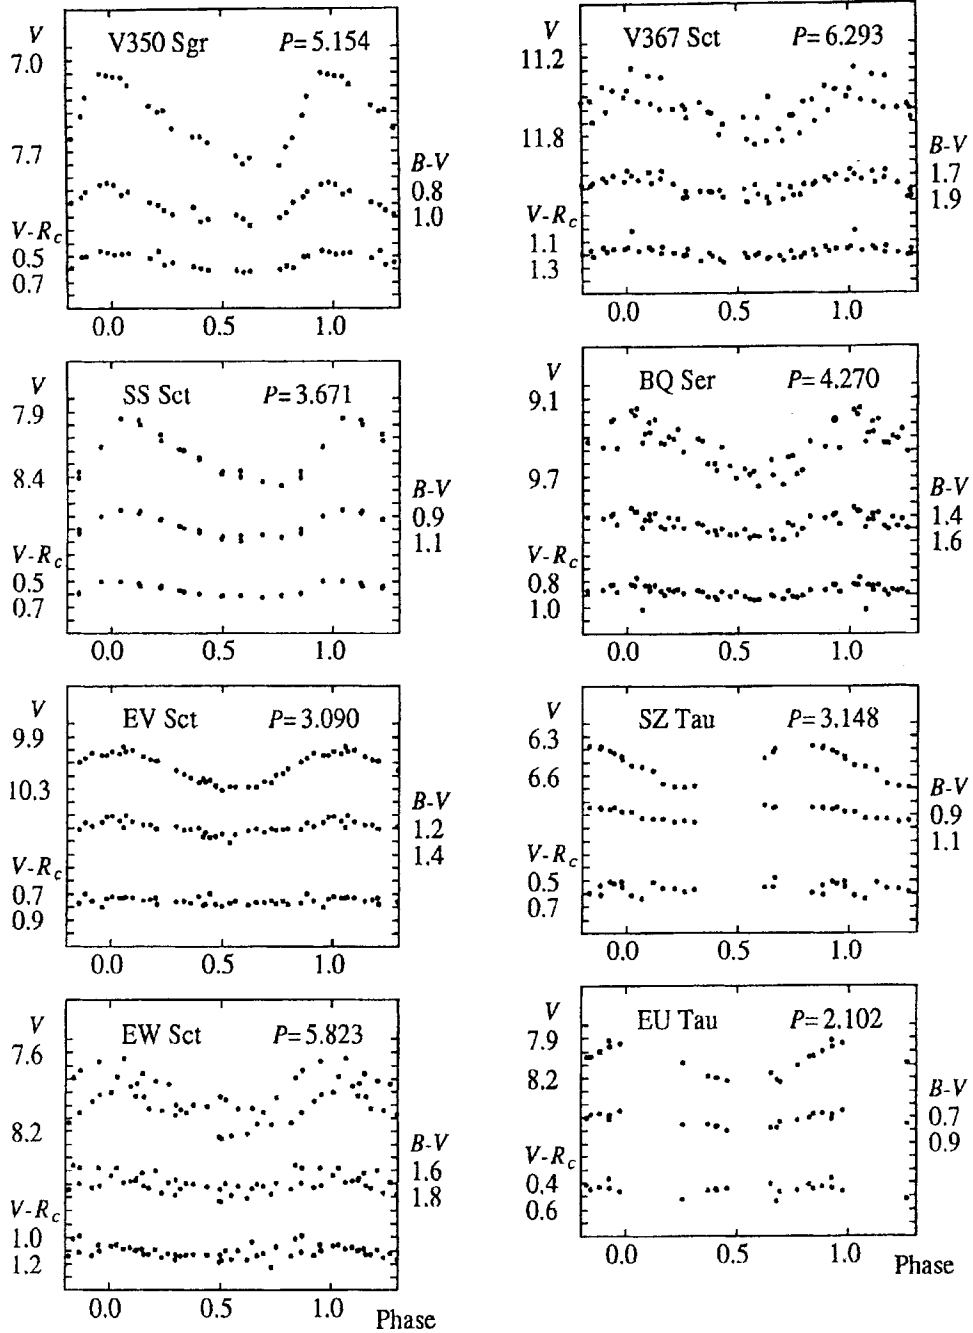 V
V350 Sgr P=5.154
7.0
7.7
B-V
0.8
1.0
V-Rc
0.5
0.7
0.0 0.5 1.0
V367 Sct P=6.293
V
11.2
11.8
B-V
1.7
1.9
V-Rc
1.1
1.3
0.0 0.5 1.0
V
SS Sct P=3.671
7.9
8.4
B-V
0.9
1.1
V-Rc
0.5
0.7
0.0 0.5 1.0
V
BQ Ser P=4.270
9.1
9.7
B-V
1.4
1.6
V-Rc
0.8
1.0
0.0 0.5 1.0
V
EV Sct P=3.090
9.9
10.3
B-V
1.2
1.4
V-Rc
0.7
0.9
0.0 0.5 1.0
V
SZ Tau P=3.148
6.3
6.6
B-V
0.9
1.1
V-Rc
0.5
0.7
0.0 0.5 1.0
V
EW Sct P=5.823
7.6
8.2
B-V
1.6
1.8
V-Rc
1.0
1.2
0.0 0.5 1.0
Phase
V
EU Tau P=2.102
7.9
8.2
B-V
0.7
0.9
V-Rc
0.4
0.6
0.0 0.5 1.0
Phase